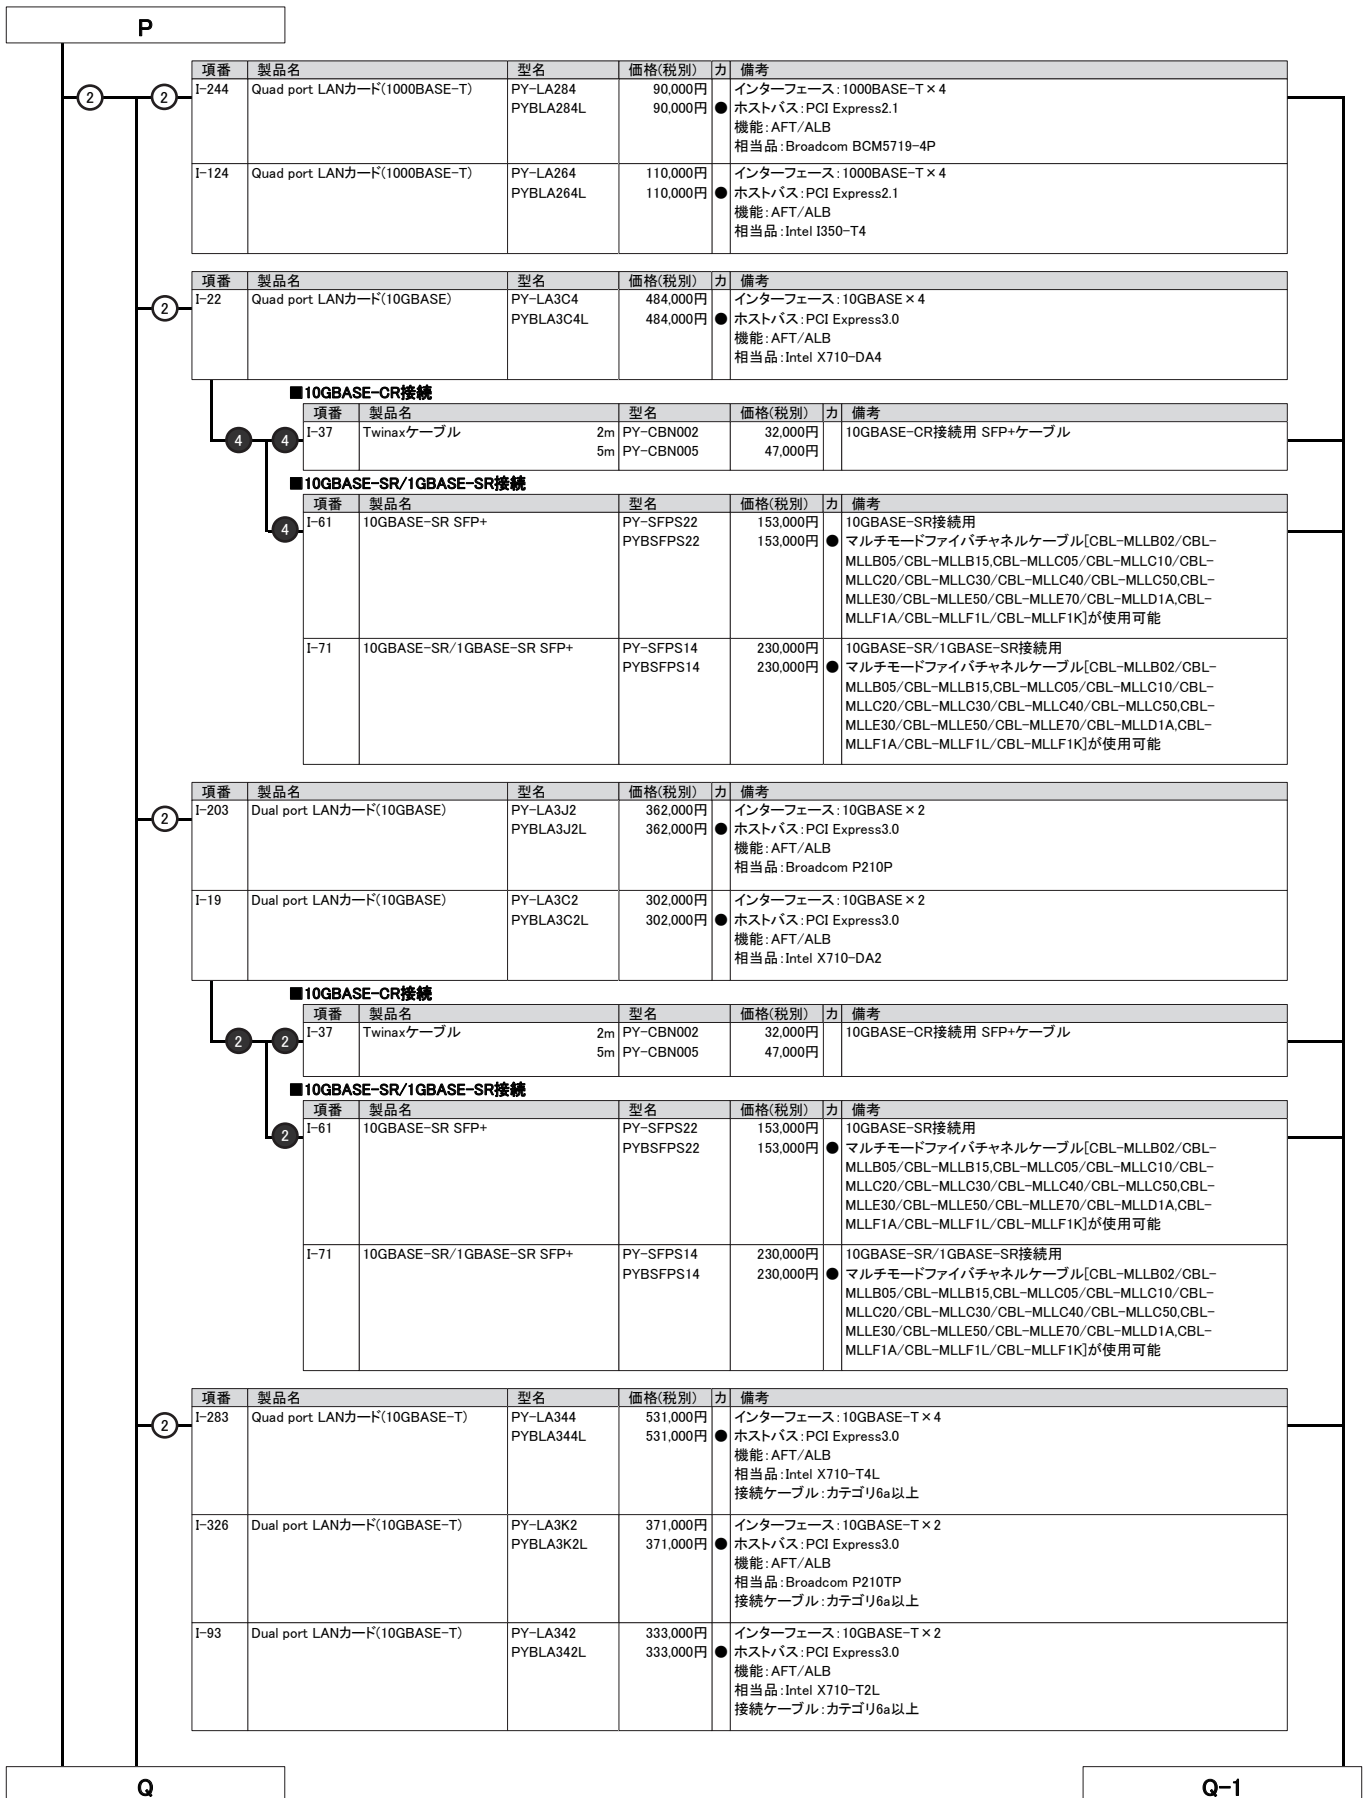 P
項番 製品名 型名 価格(税別) カ 備考
② ② I-244 Quad port LANカード(1000BASE-T) PY-LA284 90,000円 インターフェース:1000BASE-T×4
PYBLA284L 90,000円 ● ホストバス:PCI Express2.1
機能:AFT/ALB
相当品:Broadcom BCM5719-4P
I-124 Quad port LANカード(1000BASE-T) PY-LA264 110,000円 インターフェース:1000BASE-T×4
PYBLA264L 110,000円 ● ホストバス:PCI Express2.1
機能:AFT/ALB
相当品:Intel I350-T4
項番 製品名 型名 価格(税別) カ 備考
② I-22 Quad port LANカード(10GBASE) PY-LA3C4 484,000円 インターフェース:10GBASE×4
PYBLA3C4L 484,000円 ● ホストバス:PCI Express3.0
機能:AFT/ALB
相当品:Intel X710-DA4
■10GBASE-CR接続
項番 製品名 型名 価格(税別) カ 備考
4 4 I-37 Twinaxケーブル 2m PY-CBN002 32,000円 10GBASE-CR接続用 SFP+ケーブル
5m PY-CBN005 47,000円
■10GBASE-SR/1GBASE-SR接続
項番 製品名 型名 価格(税別) カ 備考
4 I-61 10GBASE-SR SFP+ PY-SFPS22 153,000円 10GBASE-SR接続用
PYBSFPS22 153,000円 ● マルチモードファイバチャネルケーブル[CBL-MLLB02/CBL-
MLLB05/CBL-MLLB15,CBL-MLLC05/CBL-MLLC10/CBL-
MLLC20/CBL-MLLC30/CBL-MLLC40/CBL-MLLC50,CBL-
MLLE30/CBL-MLLE50/CBL-MLLE70/CBL-MLLD1A,CBL-
MLLF1A/CBL-MLLF1L/CBL-MLLF1K]が使用可能
I-71 10GBASE-SR/1GBASE-SR SFP+ PY-SFPS14 230,000円 10GBASE-SR/1GBASE-SR接続用
PYBSFPS14 230,000円 ● マルチモードファイバチャネルケーブル[CBL-MLLB02/CBL-
MLLB05/CBL-MLLB15,CBL-MLLC05/CBL-MLLC10/CBL-
MLLC20/CBL-MLLC30/CBL-MLLC40/CBL-MLLC50,CBL-
MLLE30/CBL-MLLE50/CBL-MLLE70/CBL-MLLD1A,CBL-
MLLF1A/CBL-MLLF1L/CBL-MLLF1K]が使用可能
項番 製品名 型名 価格(税別) カ 備考
② I-203 Dual port LANカード(10GBASE) PY-LA3J2 362,000円 インターフェース:10GBASE×2
PYBLA3J2L 362,000円 ● ホストバス:PCI Express3.0
機能:AFT/ALB
相当品:Broadcom P210P
I-19 Dual port LANカード(10GBASE) PY-LA3C2 302,000円 インターフェース:10GBASE×2
PYBLA3C2L 302,000円 ● ホストバス:PCI Express3.0
機能:AFT/ALB
相当品:Intel X710-DA2
■10GBASE-CR接続
項番 製品名 型名 価格(税別) カ 備考
2 2 I-37 Twinaxケーブル 2m PY-CBN002 32,000円 10GBASE-CR接続用 SFP+ケーブル
5m PY-CBN005 47,000円
■10GBASE-SR/1GBASE-SR接続
項番 製品名 型名 価格(税別) カ 備考
2 I-61 10GBASE-SR SFP+ PY-SFPS22 153,000円 10GBASE-SR接続用
PYBSFPS22 153,000円 ● マルチモードファイバチャネルケーブル[CBL-MLLB02/CBL-
MLLB05/CBL-MLLB15,CBL-MLLC05/CBL-MLLC10/CBL-
MLLC20/CBL-MLLC30/CBL-MLLC40/CBL-MLLC50,CBL-
MLLE30/CBL-MLLE50/CBL-MLLE70/CBL-MLLD1A,CBL-
MLLF1A/CBL-MLLF1L/CBL-MLLF1K]が使用可能
I-71 10GBASE-SR/1GBASE-SR SFP+ PY-SFPS14 230,000円 10GBASE-SR/1GBASE-SR接続用
PYBSFPS14 230,000円 ● マルチモードファイバチャネルケーブル[CBL-MLLB02/CBL-
MLLB05/CBL-MLLB15,CBL-MLLC05/CBL-MLLC10/CBL-
MLLC20/CBL-MLLC30/CBL-MLLC40/CBL-MLLC50,CBL-
MLLE30/CBL-MLLE50/CBL-MLLE70/CBL-MLLD1A,CBL-
MLLF1A/CBL-MLLF1L/CBL-MLLF1K]が使用可能
項番 製品名 型名 価格(税別) カ 備考
② I-283 Quad port LANカード(10GBASE-T) PY-LA344 531,000円 インターフェース:10GBASE-T×4
PYBLA344L 531,000円 ● ホストバス:PCI Express3.0
機能:AFT/ALB
相当品:Intel X710-T4L
接続ケーブル:カテゴリ6a以上
I-326 Dual port LANカード(10GBASE-T) PY-LA3K2 371,000円 インターフェース:10GBASE-T×2
PYBLA3K2L 371,000円 ● ホストバス:PCI Express3.0
機能:AFT/ALB
相当品:Broadcom P210TP
接続ケーブル:カテゴリ6a以上
I-93 Dual port LANカード(10GBASE-T) PY-LA342 333,000円 インターフェース:10GBASE-T×2
PYBLA342L 333,000円 ● ホストバス:PCI Express3.0
機能:AFT/ALB
相当品:Intel X710-T2L
接続ケーブル:カテゴリ6a以上
Q Q-1